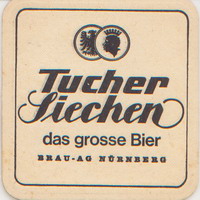 Tucher
Siechen
das grosse Bier
BRAU-AG NÜRNBERG